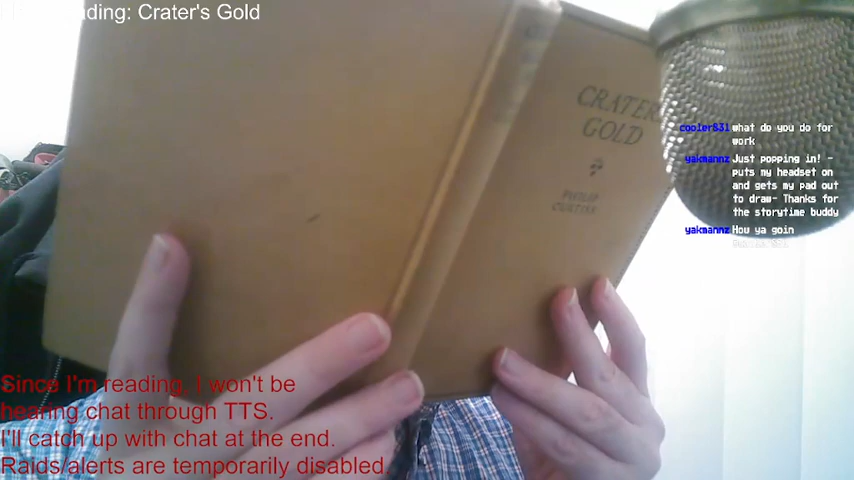 ading: Crater's Gold
CRATER'S
GOLD
PHILIP
CURTISS
cooler831 what do you do for
work
yakmannz Just popping in! -
puts my headset on
and gets my pad out
to draw- Thanks for
the storytime buddy
yakmannz How ya goin
Since I'm reading, I won't be
hearing chat through TTS.
I'll catch up with chat at the end.
Raids/alerts are temporarily disabled.